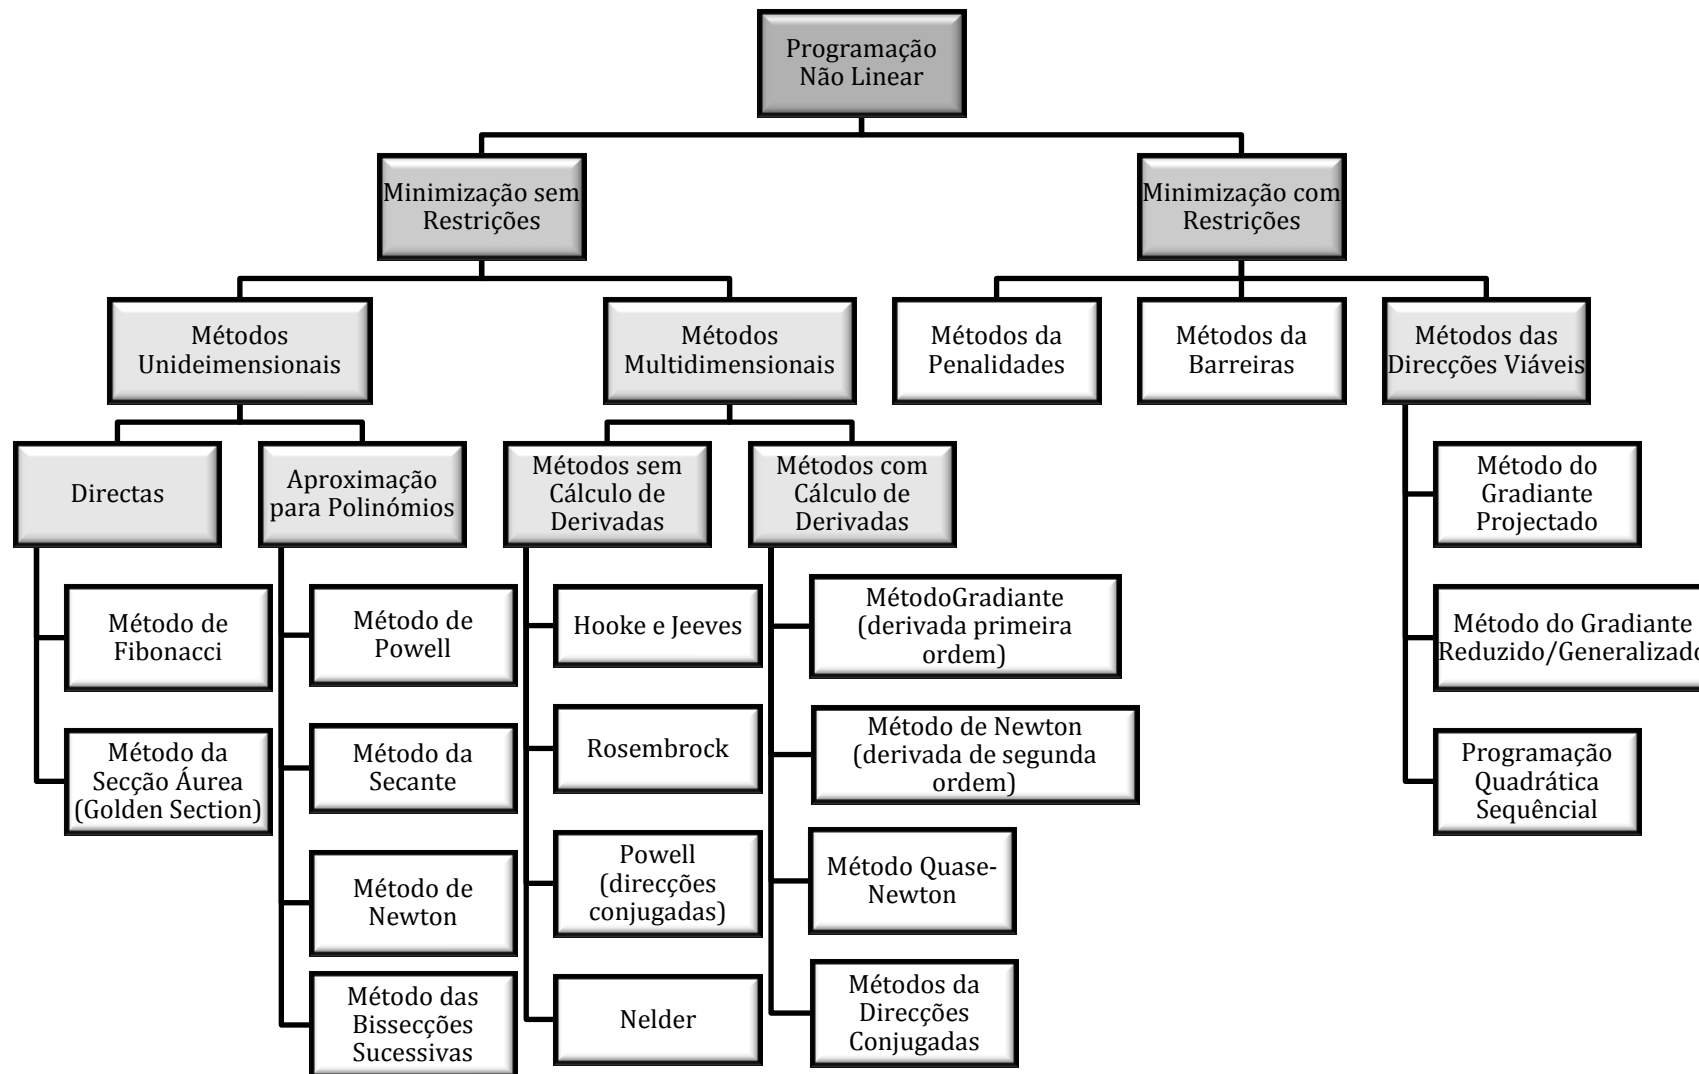 Programação
Não Linear
Minimização sem
Restrições
Minimização com
Restrições
Métodos
Unideimensionais
Métodos
Multidimensionais
Métodos da
Penalidades
Métodos da
Barreiras
Métodos das
Direcções Viáveis
Directas
Aproximação
para Polinómios
Métodos sem
Cálculo de
Derivadas
Métodos com
Cálculo de
Derivadas
Método de
Fibonacci
Método da
Secção Áurea
(Golden Section)
Método de
Powell
Método da
Secante
Método de
Newton
Método das
Bissecções
Sucessivas
Hooke e Jeeves
Rosembrock
Powell
(direcções
conjugadas)
Nelder
MétodoGradiante
(derivada primeira
ordem)
Método de Newton
(derivada de segunda
ordem)
Método Quase-
Newton
Métodos da
Direcções
Conjugadas
Método do
Gradiante
Projectado
Método do Gradiante
Reduzido/Generalizado
Programação
Quadrática
Sequêncial